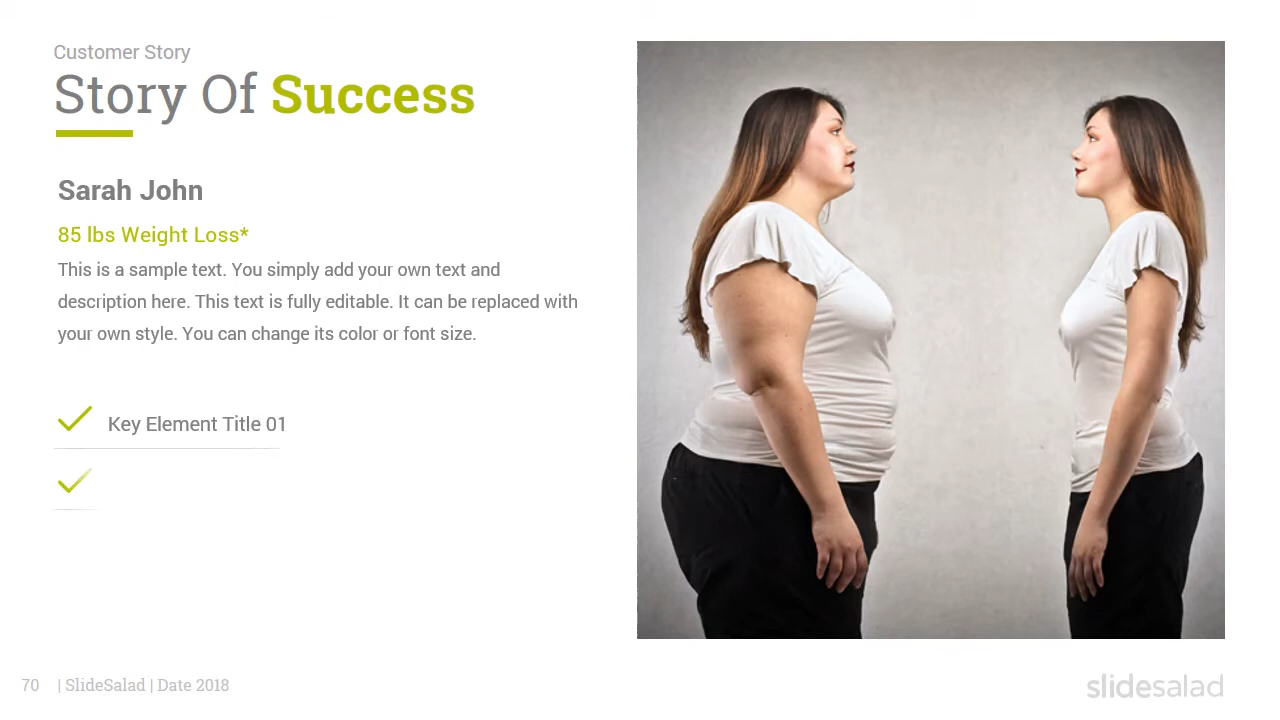 Customer Story
Story Of Success
Sarah John
85 lbs Weight Loss*
This is a sample text. You simply add your own text and
description here. This text is fully editable. It can be replaced with
your own style. You can change its color or font size.
Key Element Title 01
70 | SlideSalad | Date 2018
slidesalad